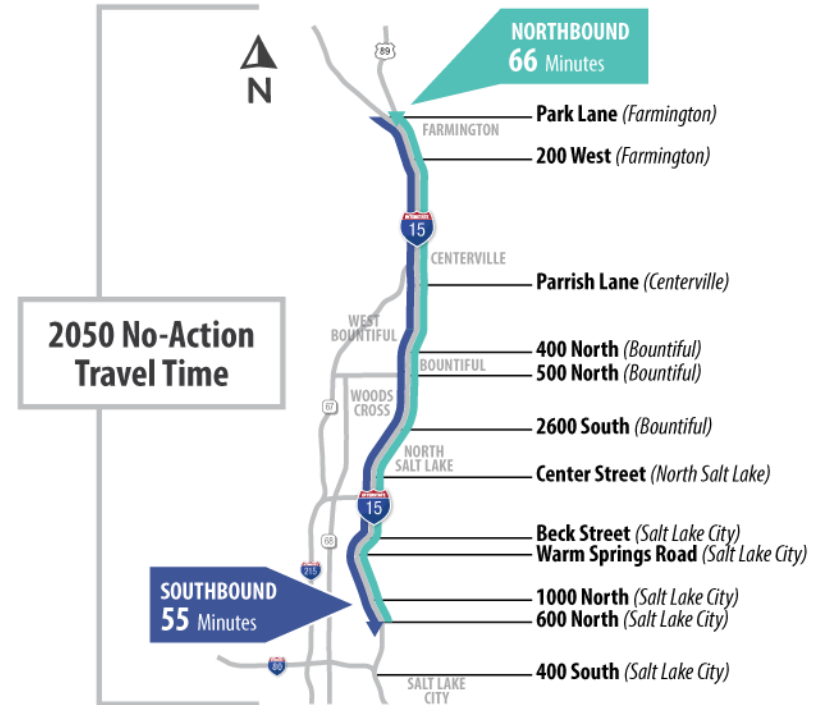 NORTHBOUND
66 Minutes
89
N
Park Lane (Farmington)
FARMINGTON
200 West (Farmington)
INTERSTATE
15
CENTERVILLE
Parrish Lane (Centerville)
2050 No-Action
Travel Time
WEST
BOUNTIFUL
400 North (Bountiful)
BOUNTIFUL
500 North (Bountiful)
WOODS
CROSS
67
2600 South (Bountiful)
NORTH
SALT LAKE
Center Street (North Salt Lake)
INTERSTATE
15
Beck Street (Salt Lake City)
68
Warm Springs Road (Salt Lake City)
215
SOUTHBOUND
55 Minutes
1000 North (Salt Lake City)
600 North (Salt Lake City)
80
400 South (Salt Lake City)
SALT LAKE
CITY